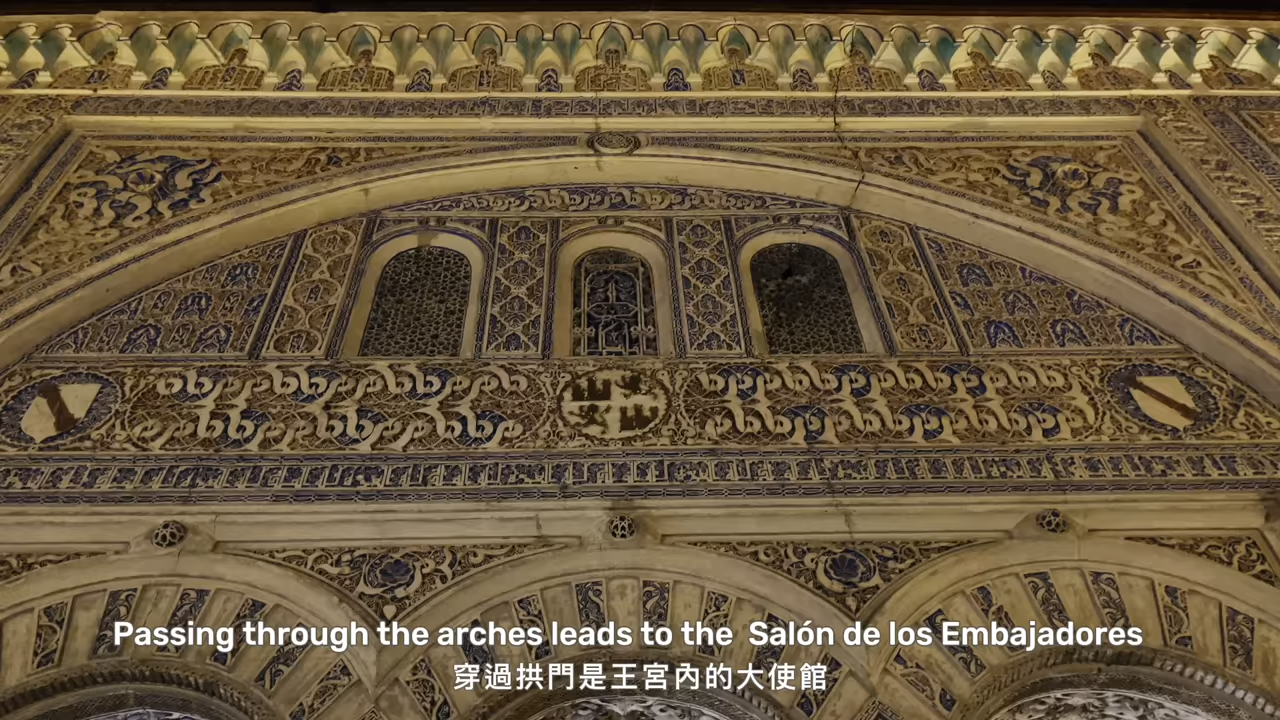 Passing through the arches leads to the  Salón de los Embajadores
穿過拱門是王宮內的大使館